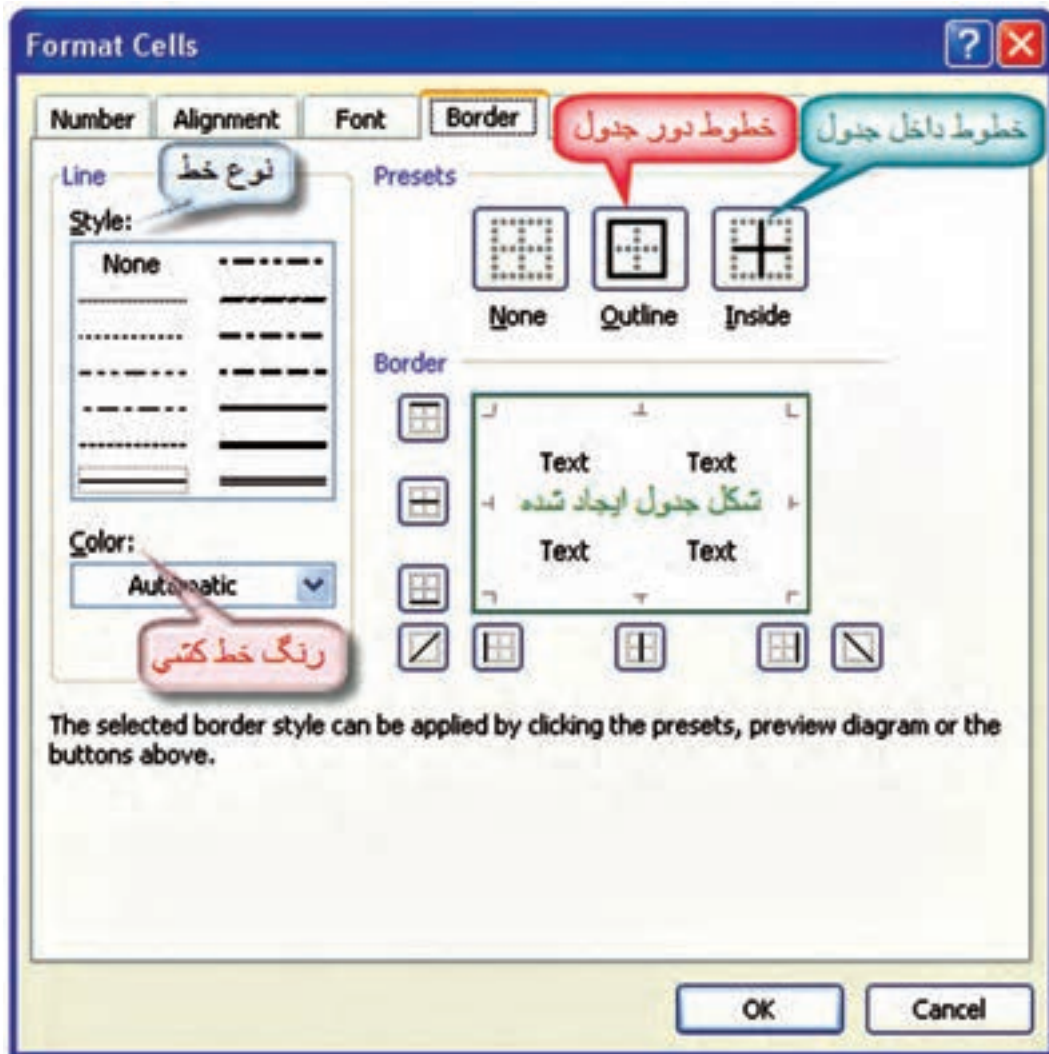 Format Cells
Number Alignment Font Border
خطوط دور جدول
خطوط داخل جدول
Line
نوع خط
Presets
Style:
None
None Outline Inside
Border
Text Text
شکل جدول ایجاد شده
Text Text
Color:
Automatic
رنگ خط کشی
The selected border style can be applied by clicking the presets, preview diagram or the
buttons above.
OK Cancel